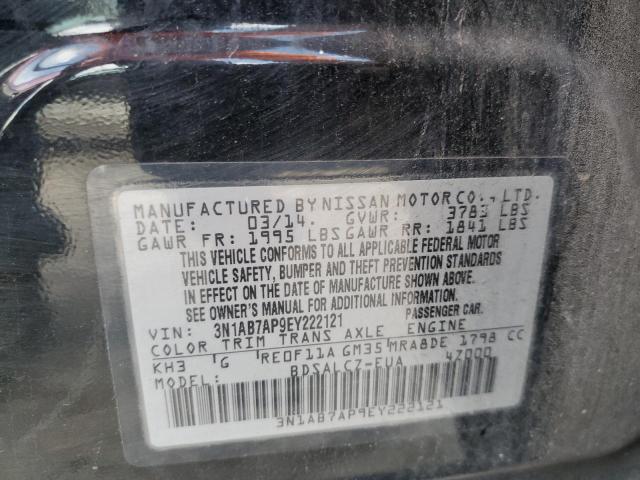 MANUFACTURED BY NISSAN MOTOR CO., LTD.
DATE: 03/14. GVWR: 3783 LBS
GAWR FR: 1995 LBS GAWR RR: 1841 LBS
THIS VEHICLE CONFORMS TO ALL APPLICABLE FEDERAL MOTOR
VEHICLE SAFETY, BUMPER AND THEFT PREVENTION STANDARDS
IN EFFECT ON THE DATE OF MANUFACTURE SHOWN ABOVE.
SEE OWNER'S MANUAL FOR ADDITIONAL INFORMATION.
VIN: 3N1AB7AP9EY222121 PASSENGER CAR.
COLOR TRIM TRANS AXLE ENGINE
KH3 G RE0F11A GM35 MRA8DE 1798 CC
MODEL: BDSALCZ-EUA 47000
3N1AB7AP9EY222121